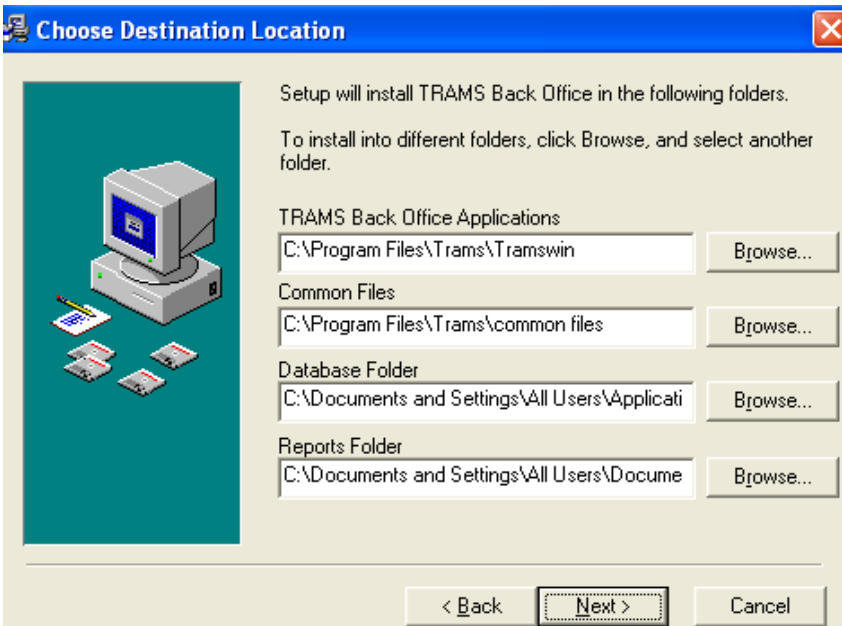 Choose Destination Location
Setup will install TRAMS Back Office in the following folders.
To install into different folders, click Browse, and select another
folder.
TRAMS Back Office Applications
C:\Program Files\Trams\Tramswin
Browse...
Common Files
C:\Program Files\Trams\common files
Browse...
Database Folder
C:\Documents and Settings\All Users\Applicati
Browse...
Reports Folder
C:\Documents and Settings\All Users\Docume
Browse...
< Back
Next >
Cancel